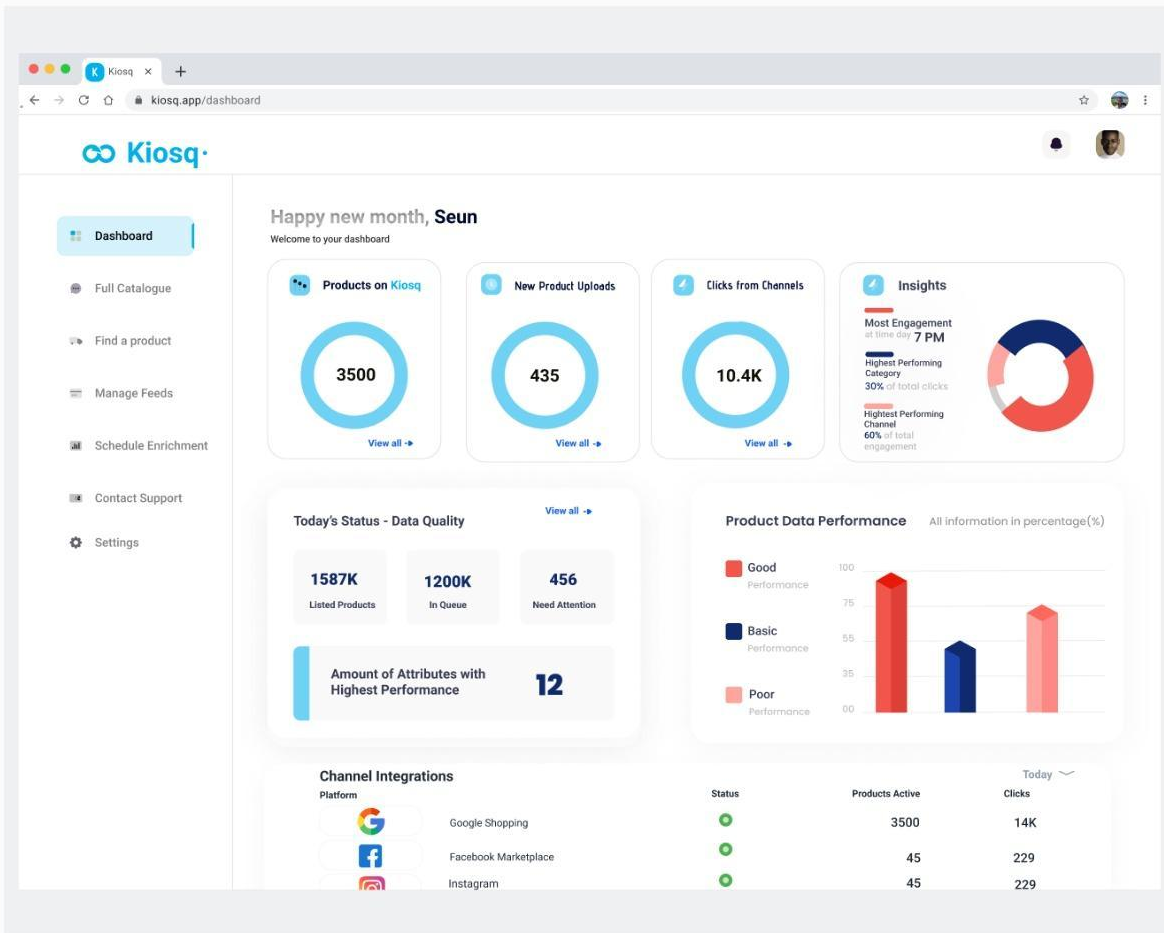 K Kiosq
kiosq.app/dashboard
Kiosq
Happy new month, Seun
Welcome to your dashboard
Dashboard
Full Catalogue
Find a product
Manage Feeds
Schedule Enrichment
Contact Support
Settings
Products on Kiosq
3500
View all
New Product Uploads
435
View all
Clicks from Channels
10.4K
View all
Insights
Most Engagement
at time day 7 PM
Highest Performing
Category
30% of total clicks
Hightest Performing
Channel
60% of total
engagement
Today's Status - Data Quality
View all
1587K
Listed Products
1200K
In Queue
456
Need Attention
Amount of Attributes with
Highest Performance
12
Product Data Performance
All information in percentage(%)
Good
Performance
Basic
Performance
Poor
Performance
100
75
55
35
00
Channel Integrations
Today
Platform Status Products Active Clicks
Google Shopping 3500 14K
Facebook Marketplace 45 229
Instagram 45 229